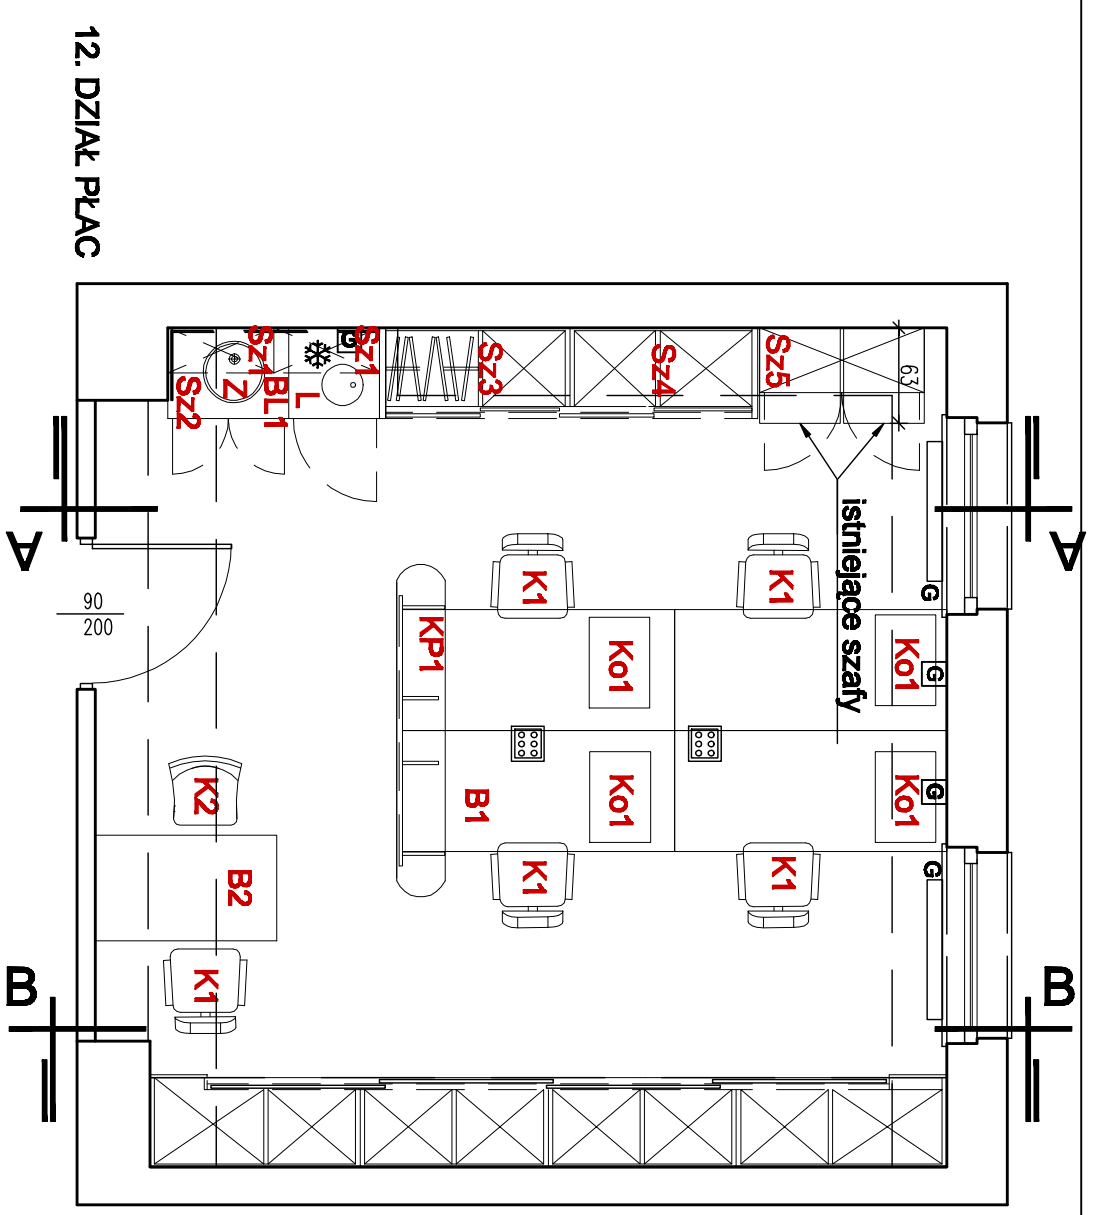 12. DZIAŁ PŁAC
Sz1
Sz1
G
Sz2
Z
BL1
L
Sz3
Sz4
Sz5
63
istniejące szafy
A
A
90
200
K1
K1
G
KP1
Ko1
Ko1
G
B1
Ko1
Ko1
G
K2
B2
K1
K1
G
K1
B
B